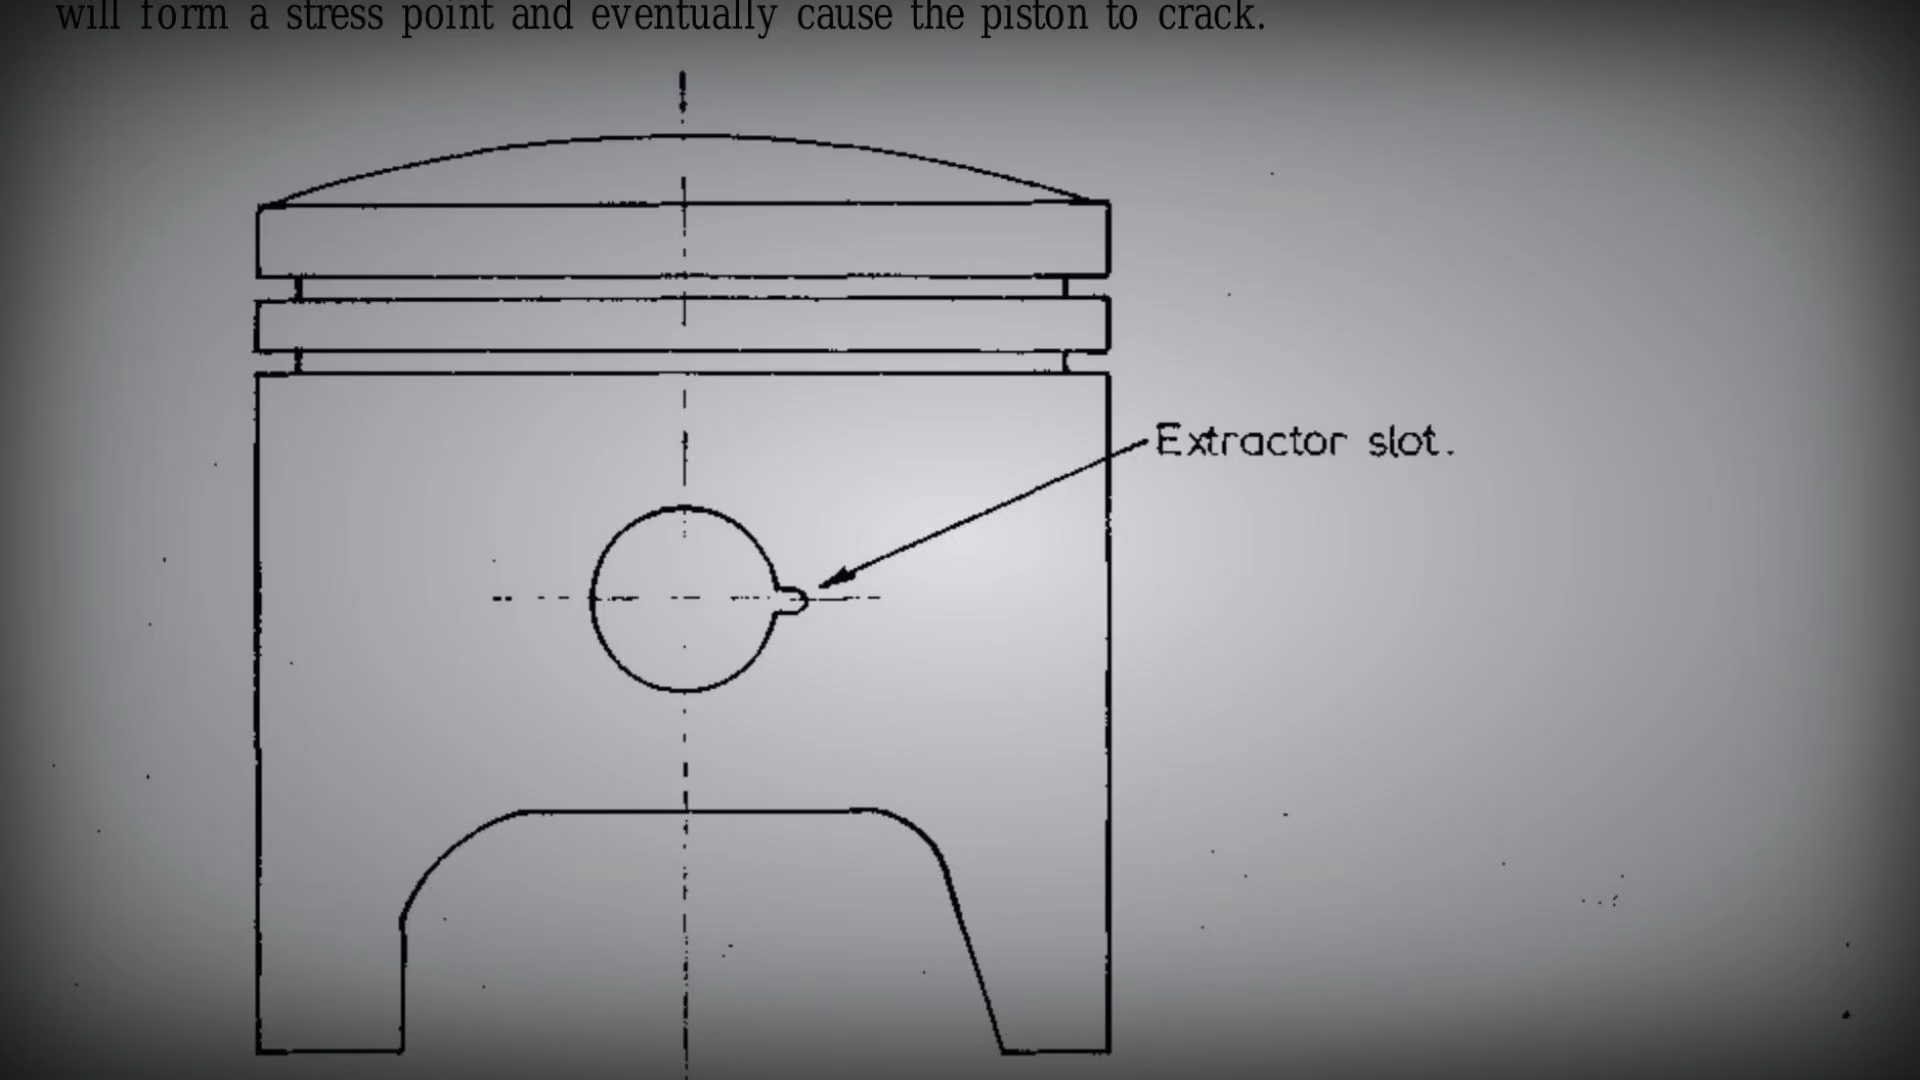 will form a stress point and eventually cause the piston to crack.
Extractor slot.